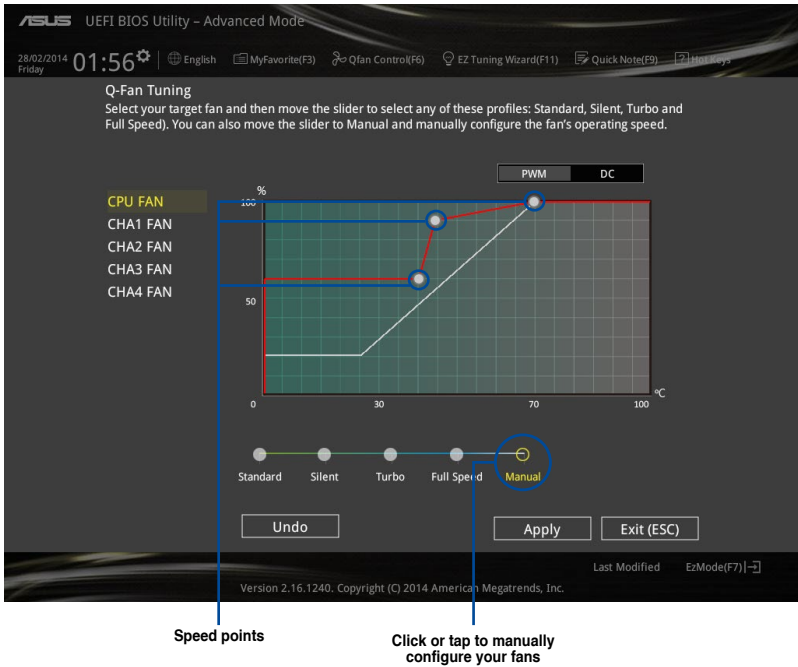 ASUS UEFI BIOS Utility – Advanced Mode
28/02/2014 Friday 01:56 English MyFavorite(F3) Qfan Control(F6) EZ Tuning Wizard(F11) Quick Note(F9) ? Hot Keys
Q-Fan Tuning
Select your target fan and then move the slider to select any of these profiles: Standard, Silent, Turbo and
Full Speed). You can also move the slider to Manual and manually configure the fan's operating speed.
PWM DC
CPU FAN
CHA1 FAN
CHA2 FAN
CHA3 FAN
CHA4 FAN
%
100
50
0 30 70 100
ºC
Standard Silent Turbo Full Speed Manual
Undo Apply Exit (ESC)
Last Modified EzMode(F7)
Version 2.16.1240. Copyright (C) 2014 American Megatrends, Inc.
Speed points
Click or tap to manually
configure your fans